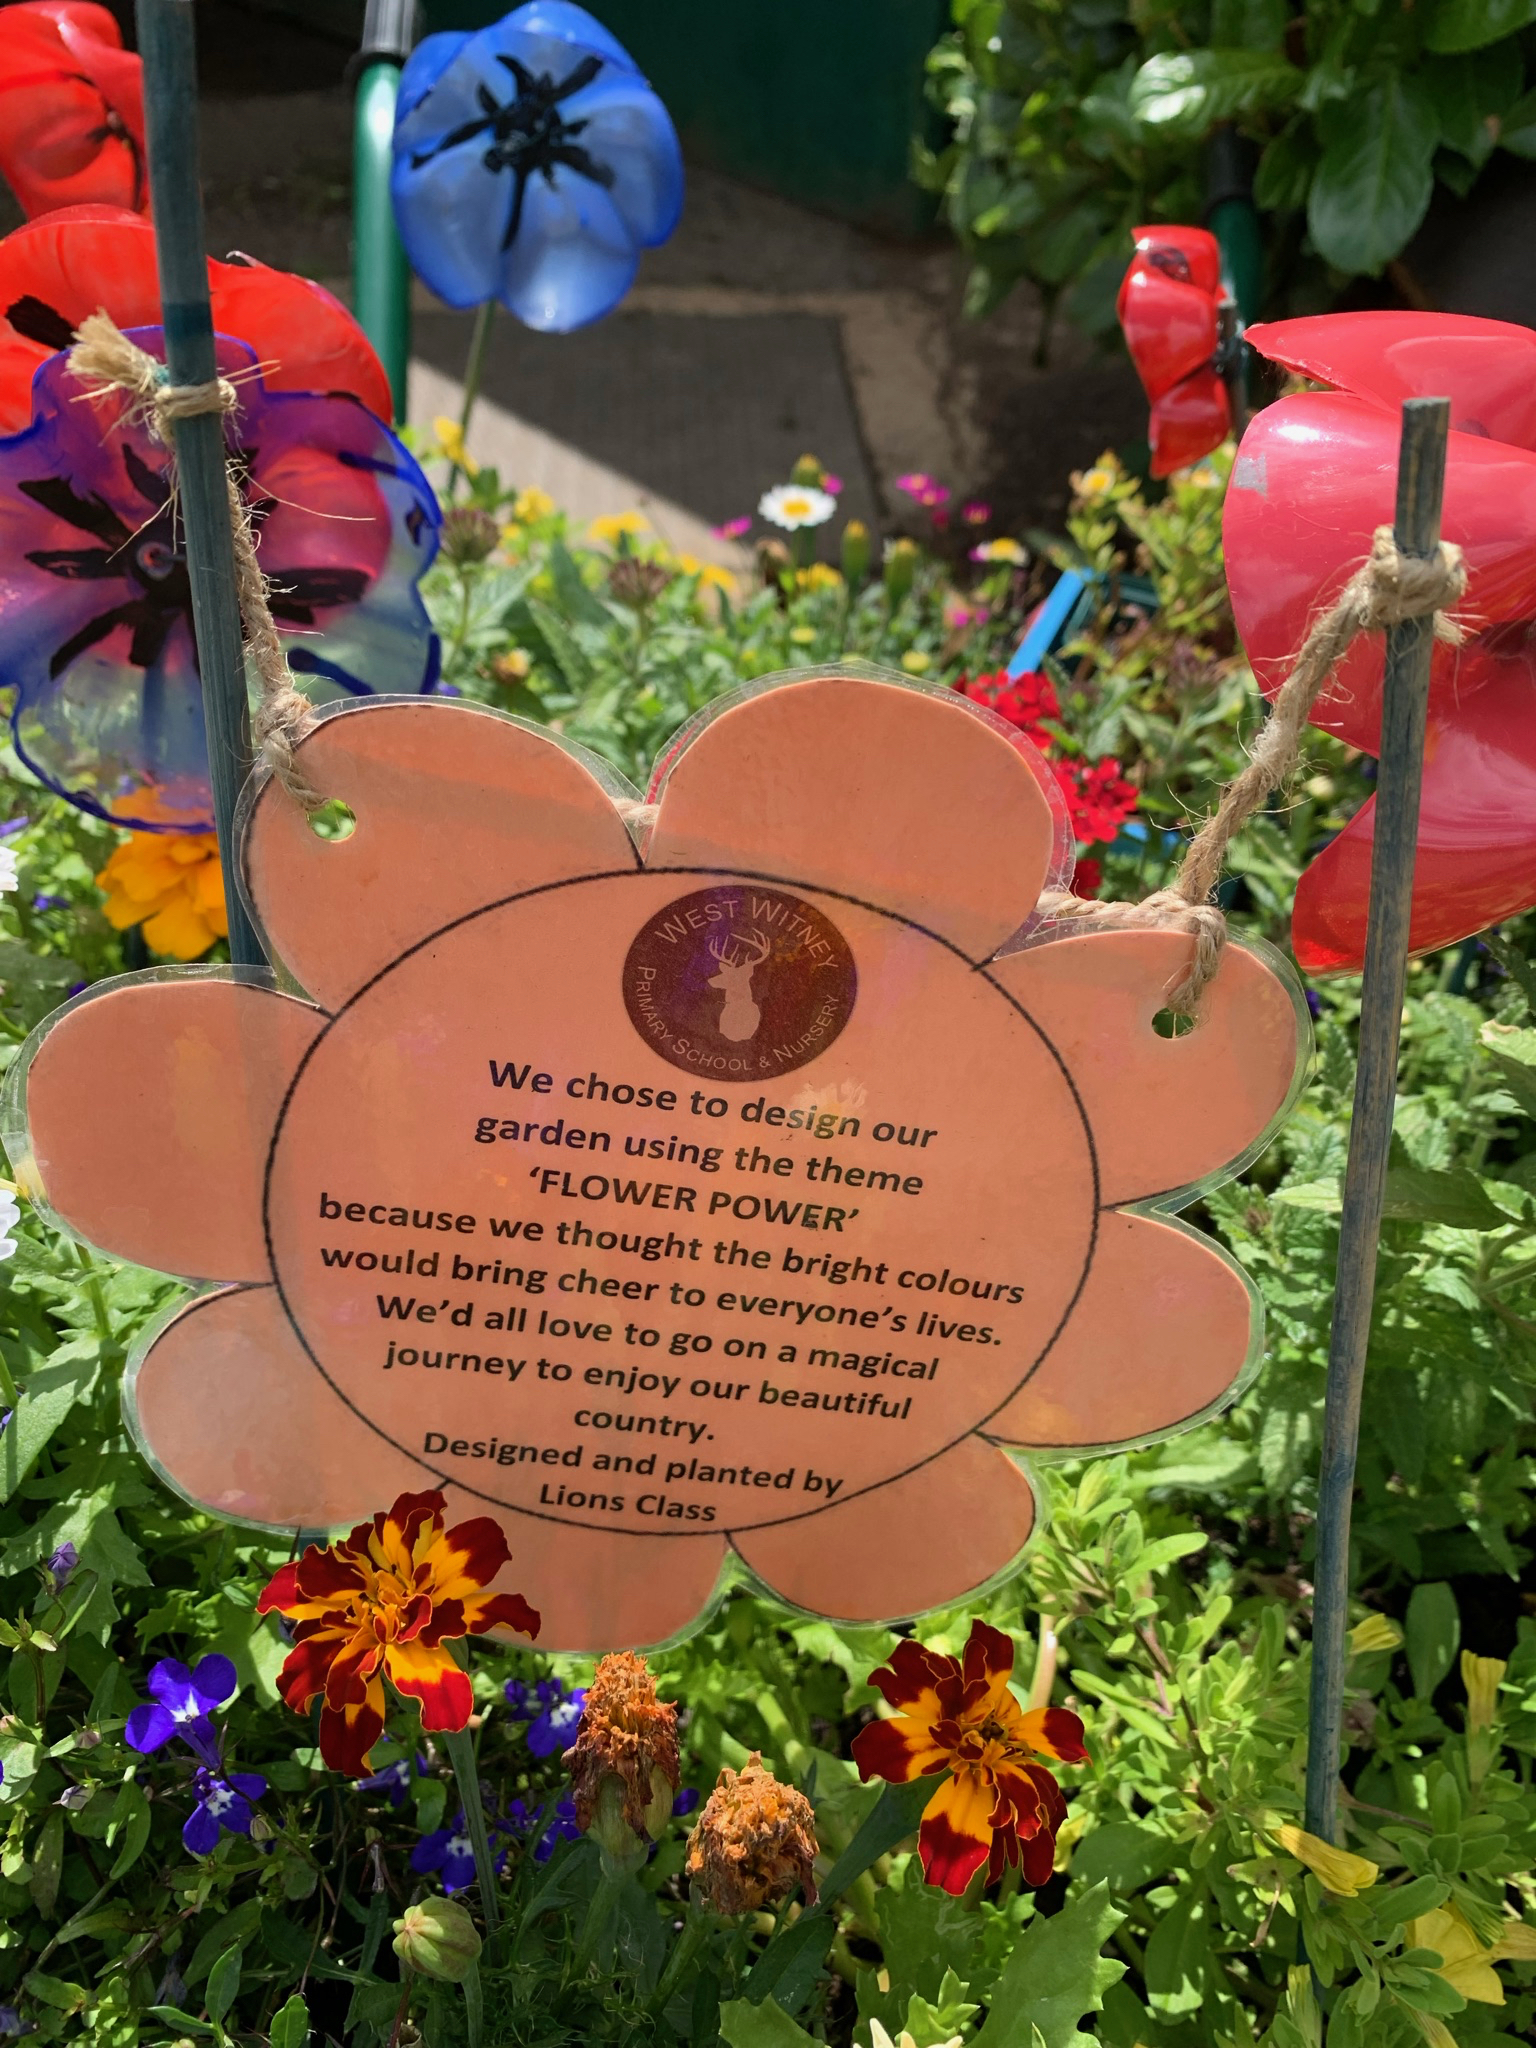 WEST WITNEY
PRIMARY SCHOOL & NURSERY
We chose to design our
garden using the theme
‘FLOWER POWER’
because we thought the bright colours
would bring cheer to everyone’s lives.
We’d all love to go on a magical
journey to enjoy our beautiful
country.
Designed and planted by
Lions Class